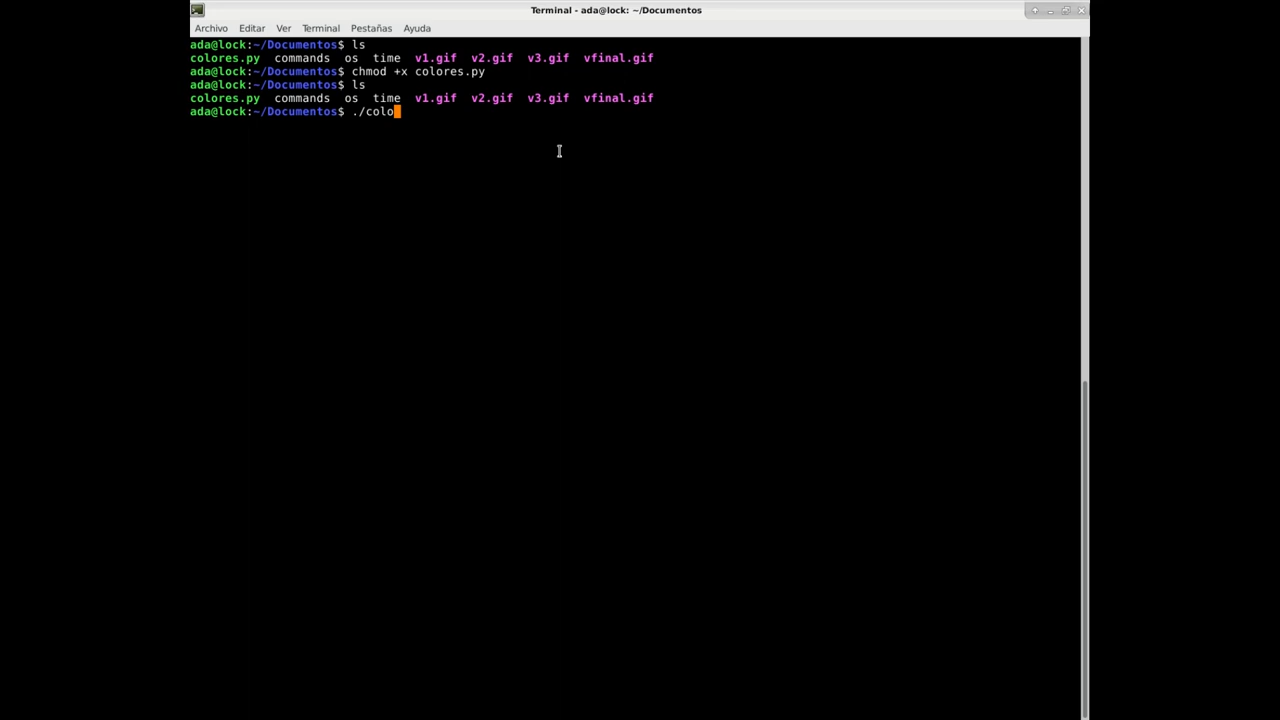 Terminal - ada@lock: ~/Documentos
Archivo Editar Ver Terminal Pestañas Ayuda
ada@lock:~/Documentos$ ls
colores.py commands os time v1.gif v2.gif v3.gif vfinal.gif
ada@lock:~/Documentos$ chmod +x colores.py
ada@lock:~/Documentos$ ls
colores.py commands os time v1.gif v2.gif v3.gif vfinal.gif
ada@lock:~/Documentos$ ./colo